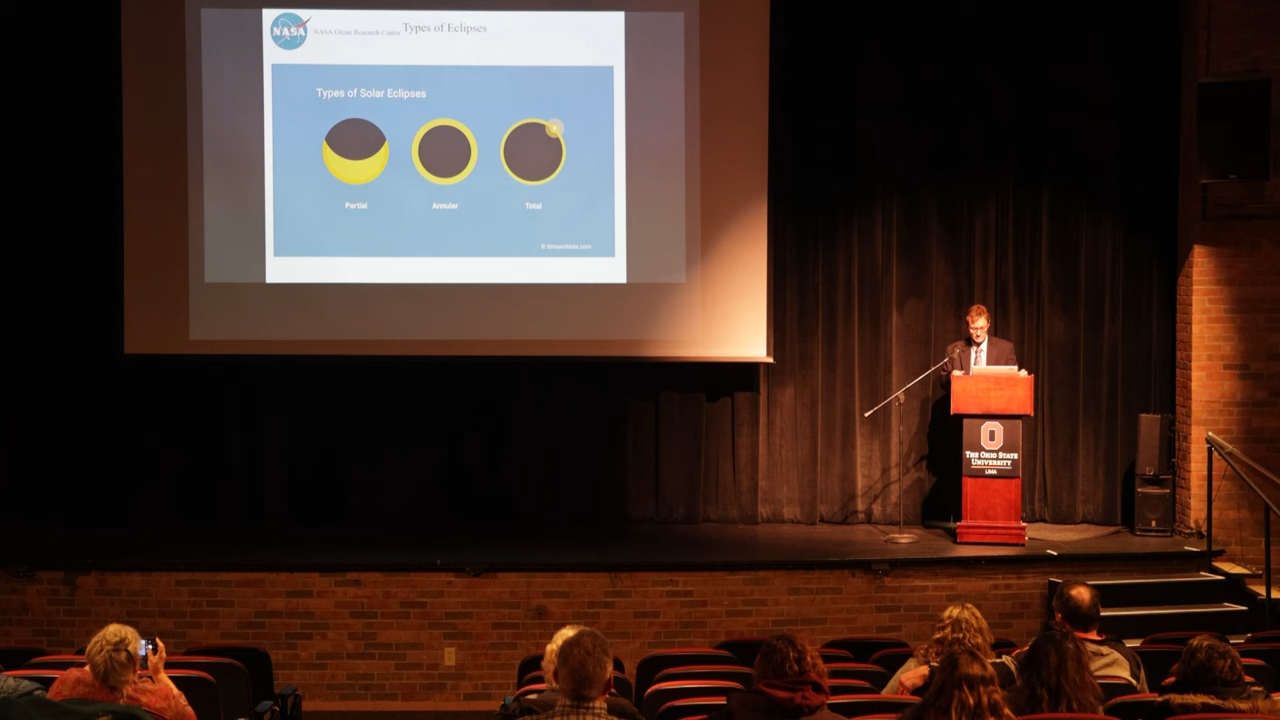 NASA
NASA Glenn Research Center Types of Eclipses
Types of Solar Eclipses
Partial Annular Total
© timeanddate.com
THE OHIO STATE
UNIVERSITY
LIMA